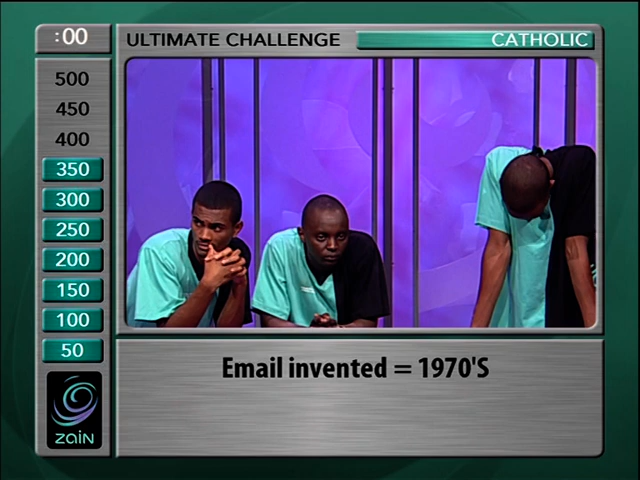 :00
ULTIMATE CHALLENGE
CATHOLIC
500
450
400
350
300
250
200
150
100
50
zain
Email invented = 1970'S